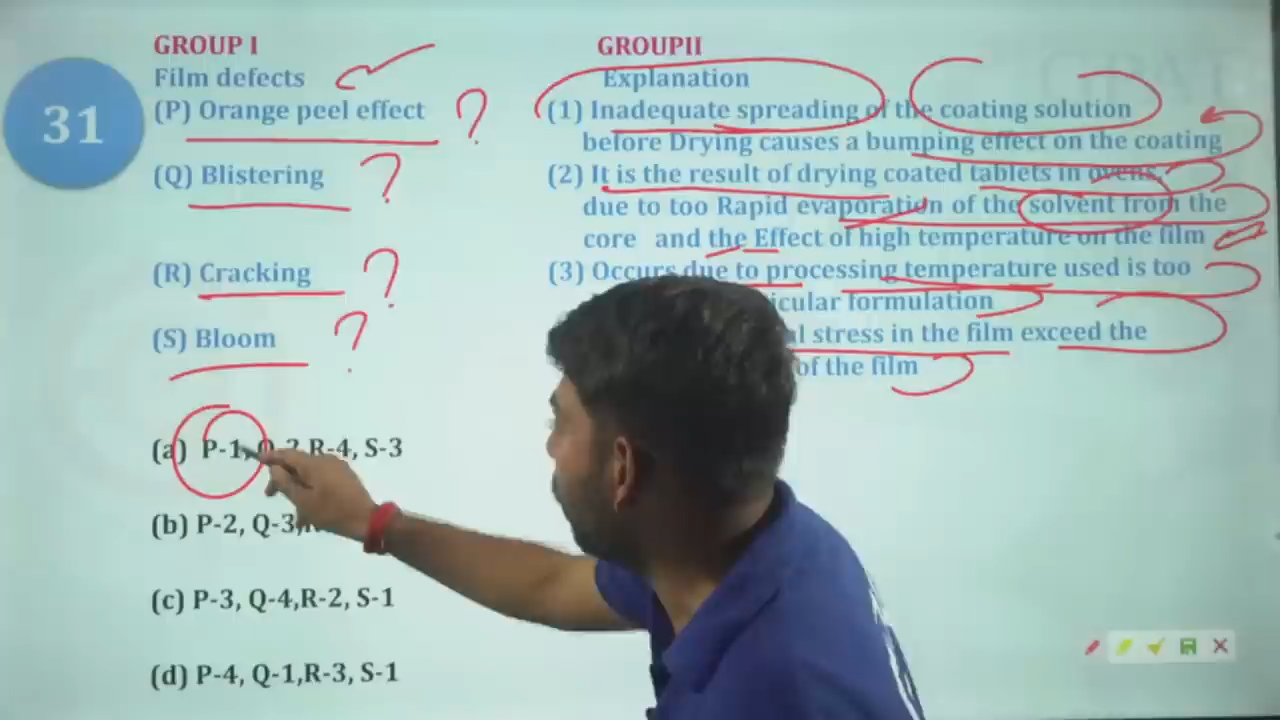 31
GROUP I
Film defects
(P) Orange peel effect ?
(Q) Blistering ?
(R) Cracking ?
(S) Bloom ?
GROUPII
Explanation
(1) Inadequate spreading of the coating solution
before Drying causes a bumping effect on the coating
(2) It is the result of drying coated tablets in ovens,
due to too Rapid evaporation of the solvent from the
core and the Effect of high temperature on the film
(3) Occurs due to processing temperature used is too
formulation
stress in the film exceed the
of the film
(a) P-1, R-4, S-3
(b) P-2, Q-3,
(c) P-3, Q-4,R-2, S-1
(d) P-4, Q-1,R-3, S-1